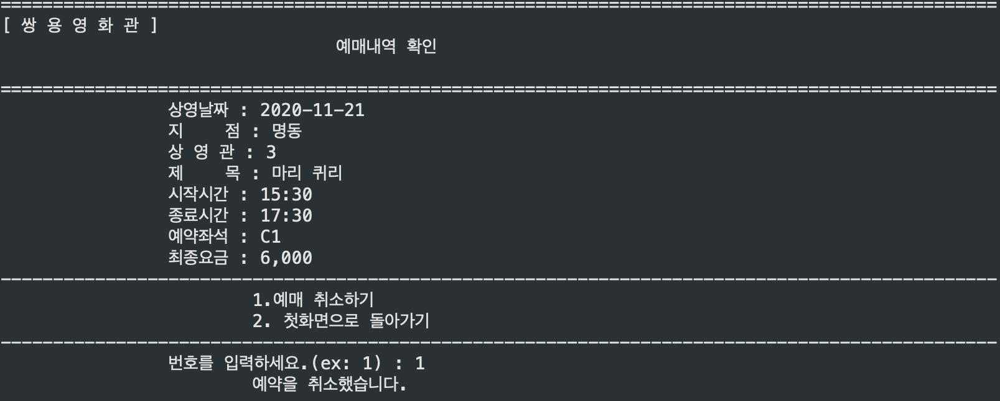 [ 쌍 용 영 화 관 ]
예매내역 확인
상영날짜 : 2020-11-21
지    점 : 명동
상 영 관 : 3
제    목 : 마리 퀴리
시작시간 : 15:30
종료시간 : 17:30
예약좌석 : C1
최종요금 : 6,000
1.예매 취소하기
2. 첫화면으로 돌아가기
번호를 입력하세요.(ex: 1) : 1
예약을 취소했습니다.